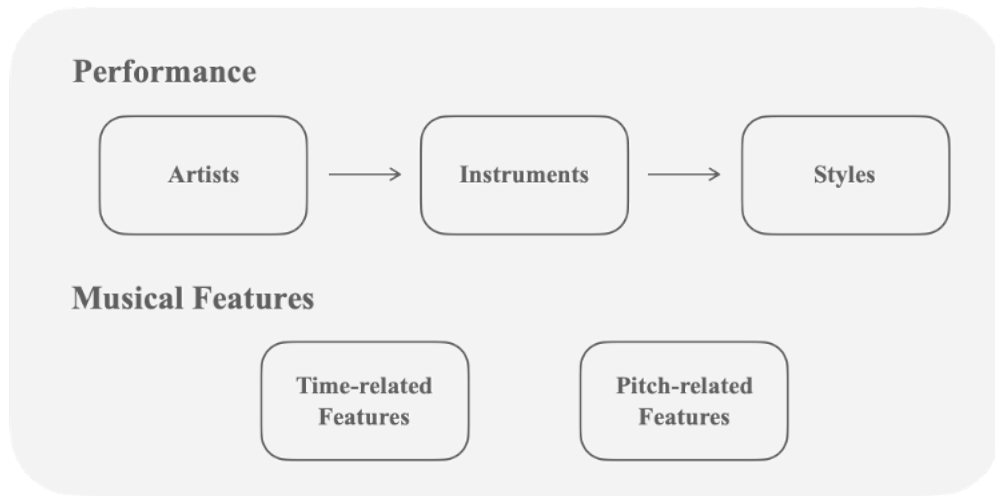 Performance
Artists
Instruments
Styles
Musical Features
Time-related
Features
Pitch-related
Features